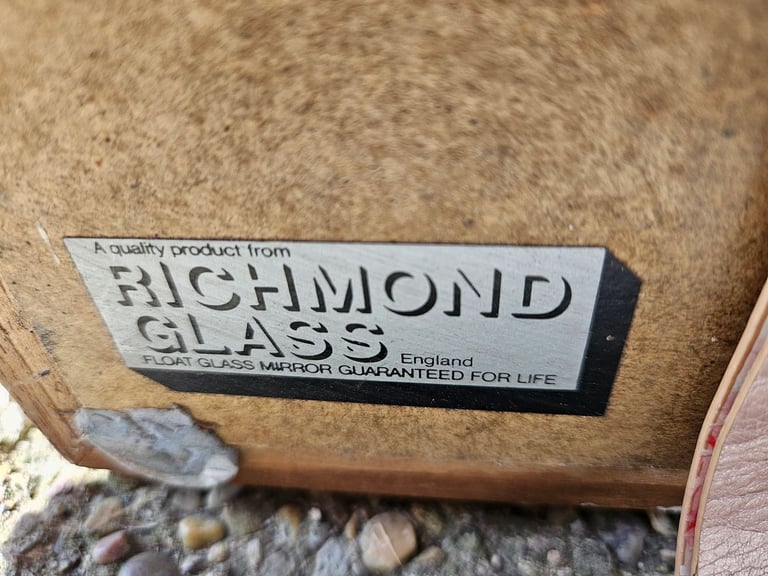 A quality product from
RICHMOND
GLASS
England
FLOAT GLASS MIRROR GUARANTEED FOR LIFE